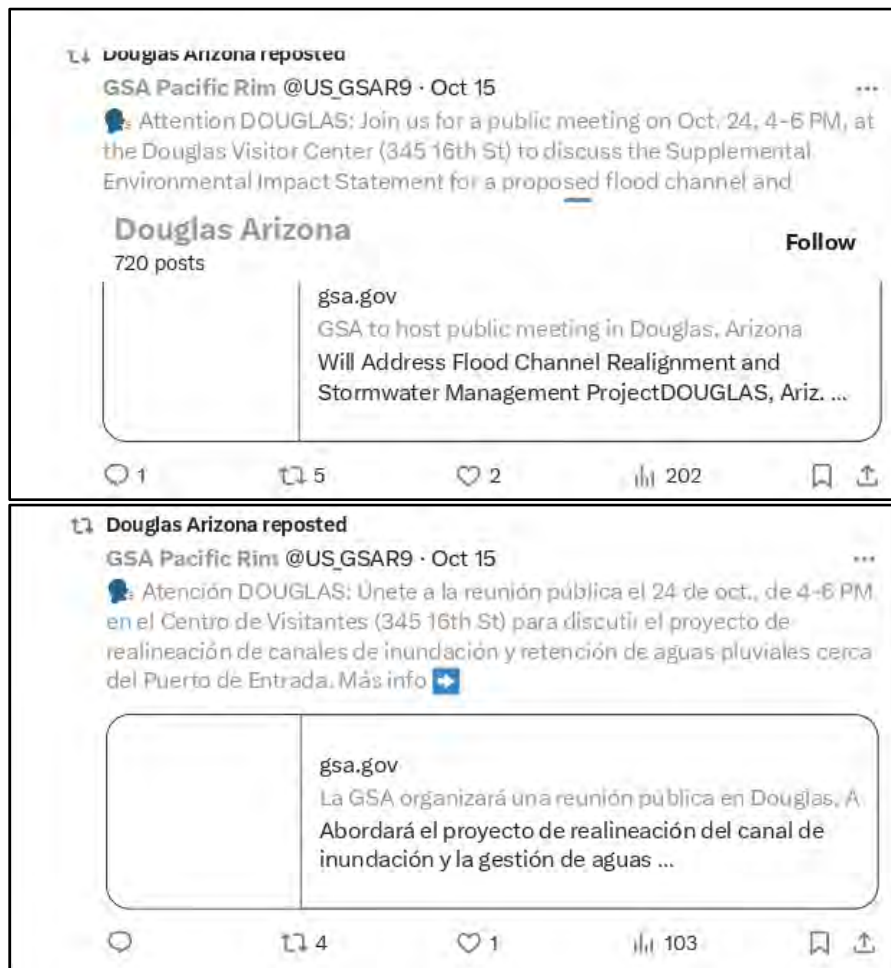 Douglas Arizona reposted
GSA Pacific Rim @US_GSAR9 · Oct 15
Attention DOUGLAS: Join us for a public meeting on Oct. 24, 4-6 PM, at
the Douglas Visitor Center (345 16th St) to discuss the Supplemental
Environmental Impact Statement for a proposed flood channel and
Douglas Arizona
720 posts
Follow
gsa.gov
GSA to host public meeting in Douglas, Arizona
Will Address Flood Channel Realignment and
Stormwater Management ProjectDOUGLAS, Ariz. ...
1 5 2 202
Douglas Arizona reposted
GSA Pacific Rim @US_GSAR9 · Oct 15
Atención DOUGLAS: Únete a la reunión pública el 24 de oct., de 4-6 PM
en el Centro de Visitantes (345 16th St) para discutir el proyecto de
realineación de canales de inundación y retención de aguas pluviales cerca
del Puerto de Entrada. Más info
gsa.gov
La GSA organizará una reunión pública en Douglas, A
Abordará el proyecto de realineación del canal de
inundación y la gestión de aguas ...
4 1 103